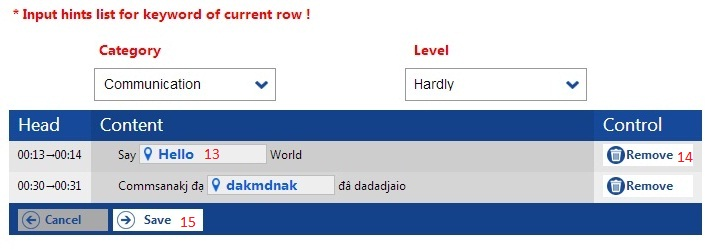 * Input hints list for keyword of current row !
Category Level
Communication Hardly
Head Content Control
00:13→00:14 Say Hello 13 World Remove 14
00:30→00:31 Commsanakj đa dakmdnak đâ dadadjaio Remove
Cancel Save 15